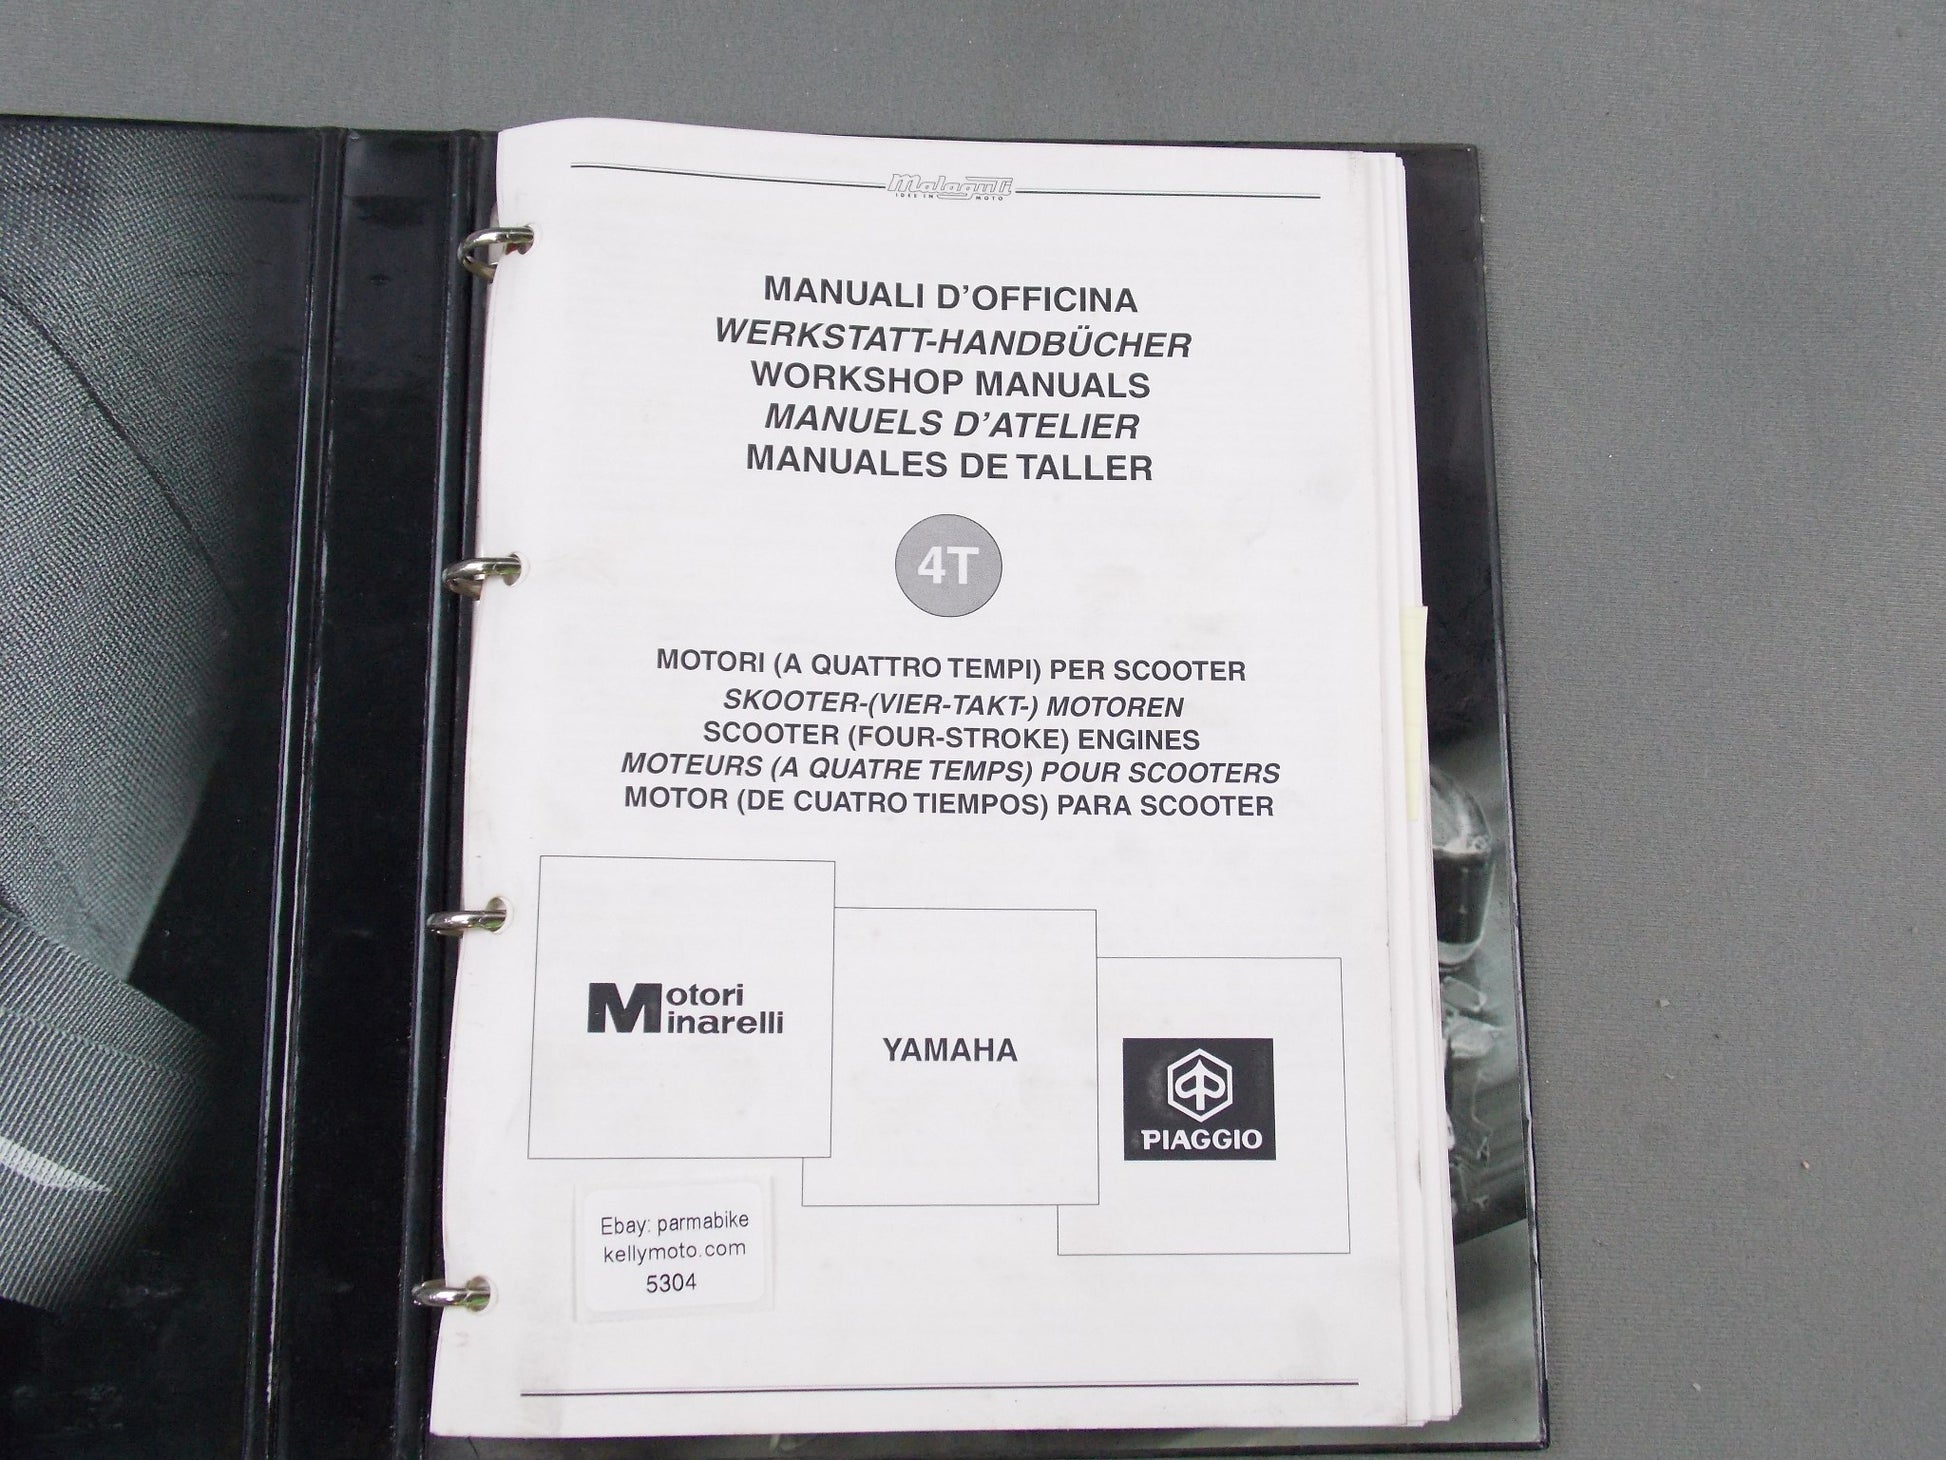 Malaguti
IDEE IN MOTO
MANUALI D'OFFICINA
WERKSTATT-HANDBÜCHER
WORKSHOP MANUALS
MANUELS D'ATELIER
MANUALES DE TALLER
4T
MOTORI (A QUATTRO TEMPI) PER SCOOTER
SKOOTER-(VIER-TAKT-) MOTOREN
SCOOTER (FOUR-STROKE) ENGINES
MOTEURS (A QUATRE TEMPS) POUR SCOOTERS
MOTOR (DE CUATRO TIEMPOS) PARA SCOOTER
Motori
Minarelli
YAMAHA
PIAGGIO
Ebay: parmabike
kellymoto.com
5304